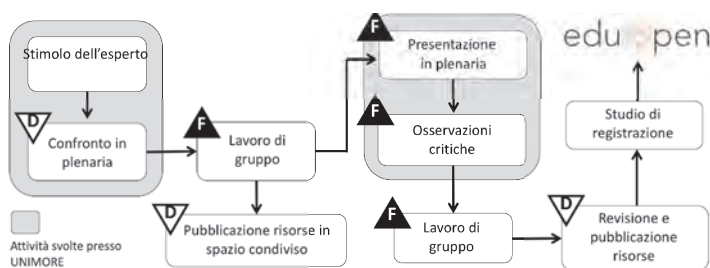 Stimolo dell'esperto
D
Confronto in
plenaria
F
Lavoro di
gruppo
D
Pubblicazione risorse in
spazio condiviso
F
Presentazione
in plenaria
F
Osservazioni
critiche
F
Lavoro di
gruppo
D
Revisione e
pubblicazione
risorse
Studio di
registrazione
edu pen
Attività svolte presso
UNIMORE